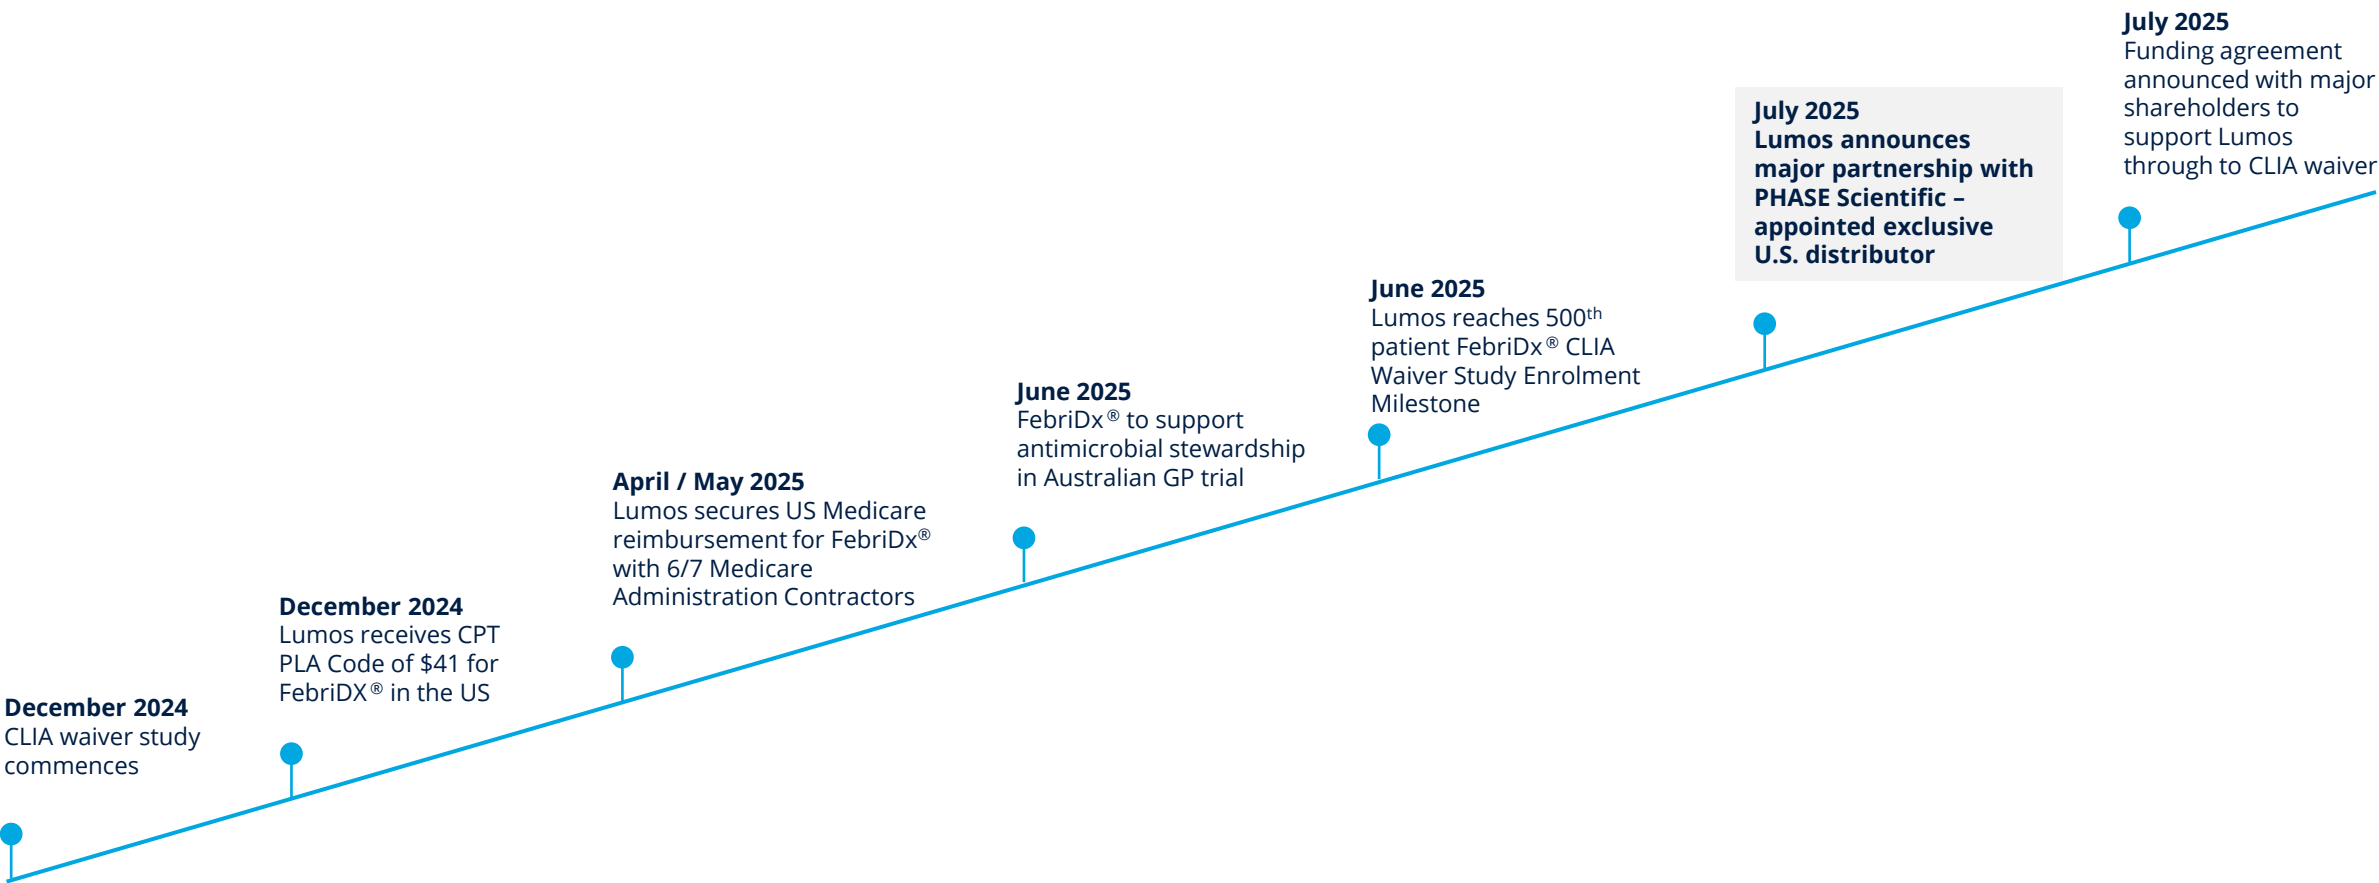 December 2024
CLIA waiver study
commences
December 2024
Lumos receives CPT
PLA Code of $41 for
FebriDX® in the US
April / May 2025
Lumos secures US Medicare
reimbursement for FebriDx®
with 6/7 Medicare
Administration Contractors
June 2025
FebriDx® to support
antimicrobial stewardship
in Australian GP trial
June 2025
Lumos reaches 500th
patient FebriDx® CLIA
Waiver Study Enrolment
Milestone
July 2025
Lumos announces
major partnership with
PHASE Scientific –
appointed exclusive
U.S. distributor
July 2025
Funding agreement
announced with major
shareholders to
support Lumos
through to CLIA waiver